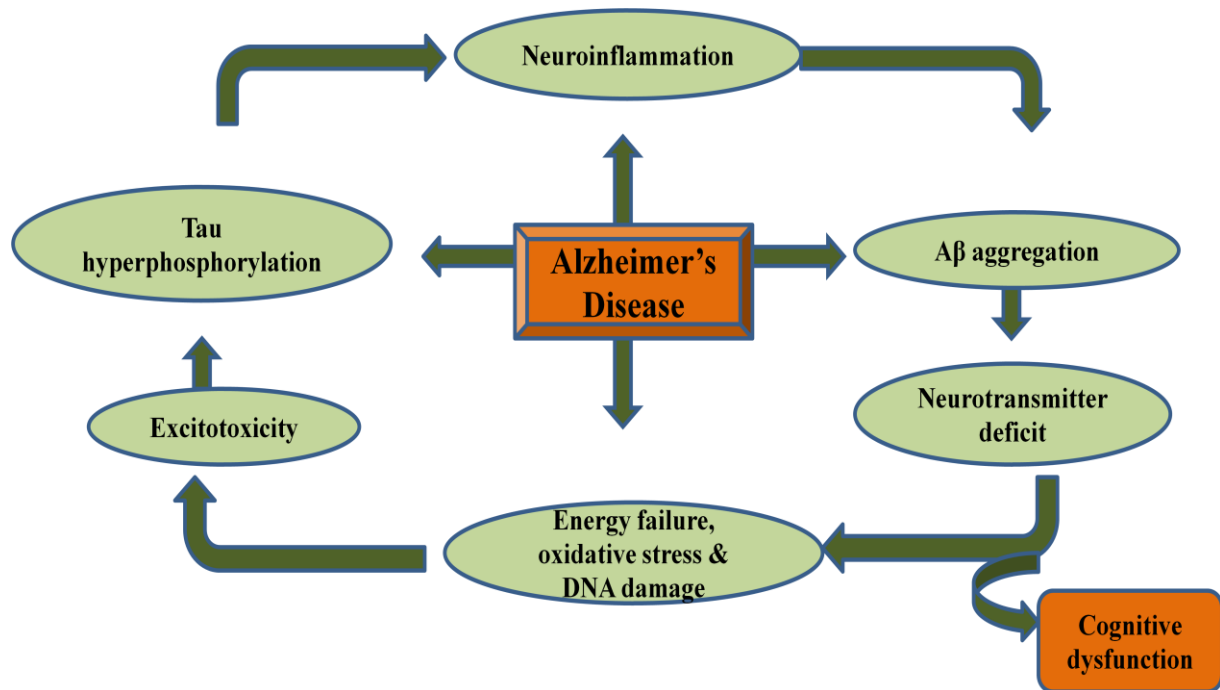 Neuroinflammation
Tau
hyperphosphorylation
Alzheimer’s
Disease
Aβ aggregation
Excitotoxicity
Neurotransmitter
deficit
Energy failure,
oxidative stress &
DNA damage
Cognitive
dysfunction